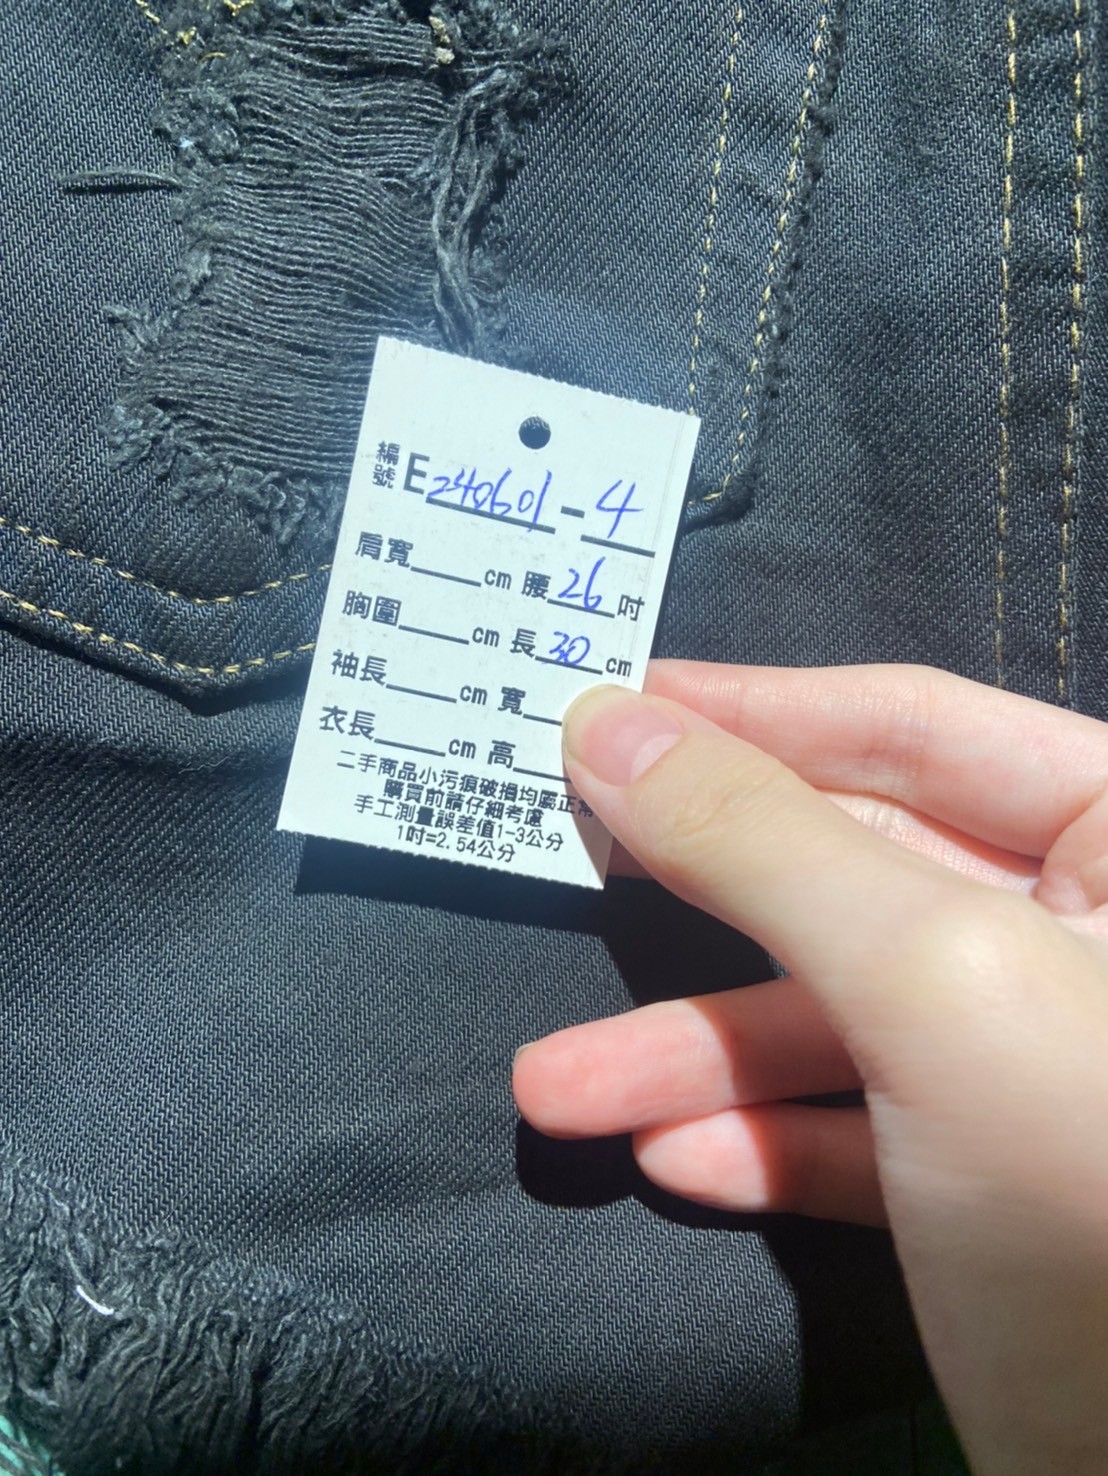 編號 E240601-4
肩寬____cm 腰26吋
胸圍____cm 長30cm
袖長____cm 寬
衣長____cm 高
二手商品小污痕破損均屬正常
購買前請仔細考慮
手工測量誤差值1-3公分
1吋=2.54公分